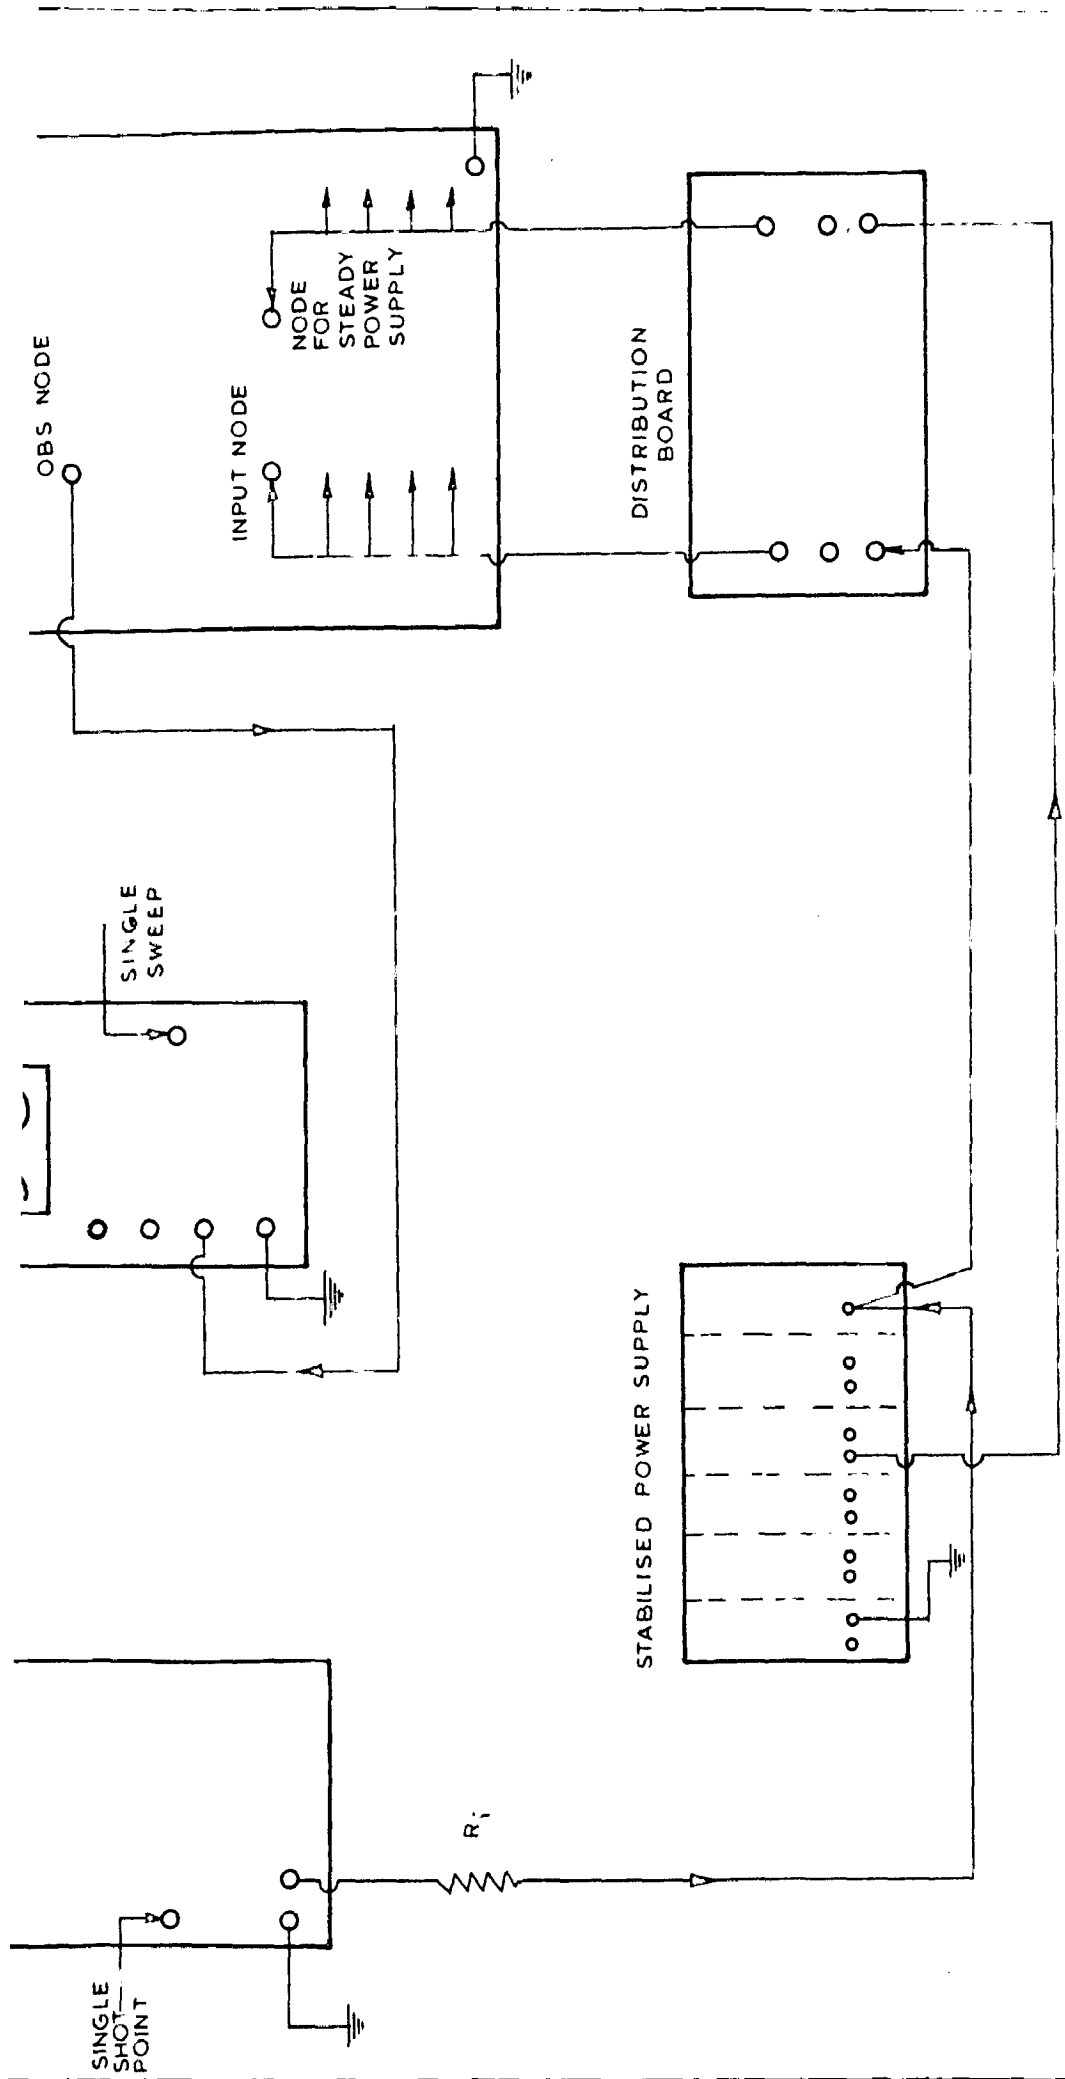 OBS NODE
INPUT NODE
NODE
FOR
STEADY
POWER
SUPPLY
DISTRIBUTION
BOARD
SINGLE
SWEEP
STABILISED POWER SUPPLY
Ri
SINGLE
SHOT
POINT